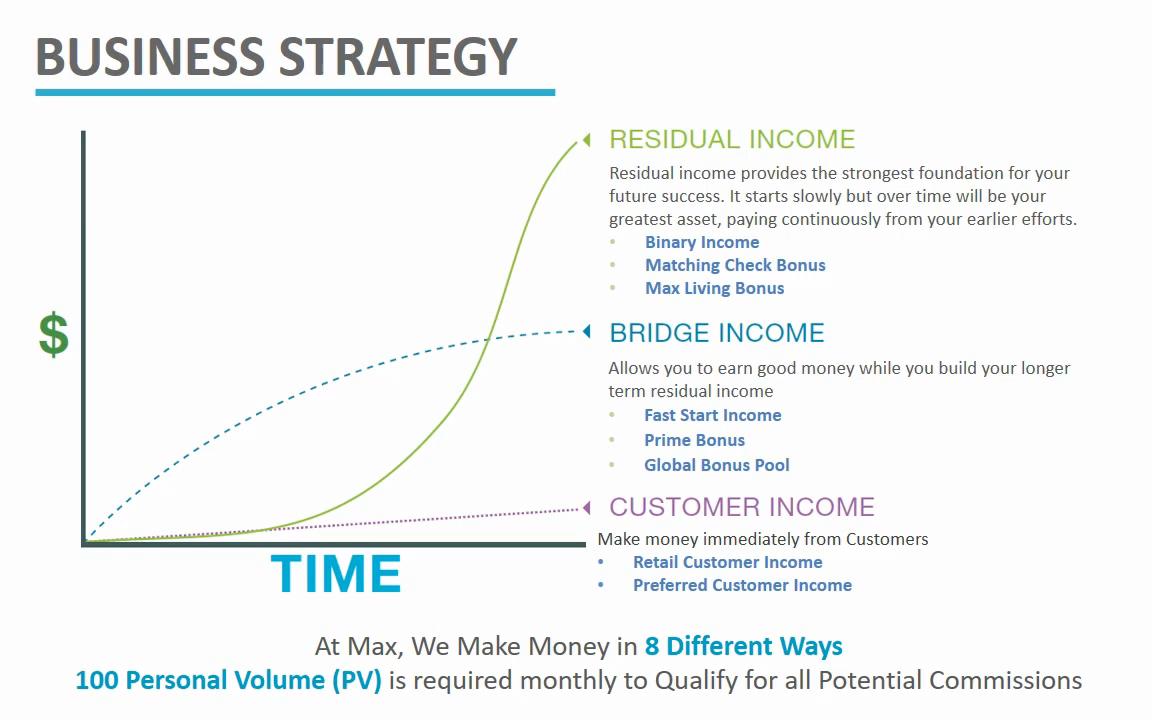 BUSINESS STRATEGY
$
TIME
RESIDUAL INCOME
Residual income provides the strongest foundation for your
future success. It starts slowly but over time will be your
greatest asset, paying continuously from your earlier efforts.
• Binary Income
• Matching Check Bonus
• Max Living Bonus
BRIDGE INCOME
Allows you to earn good money while you build your longer
term residual income
• Fast Start Income
• Prime Bonus
• Global Bonus Pool
CUSTOMER INCOME
Make money immediately from Customers
• Retail Customer Income
• Preferred Customer Income
At Max, We Make Money in 8 Different Ways
100 Personal Volume (PV) is required monthly to Qualify for all Potential Commissions